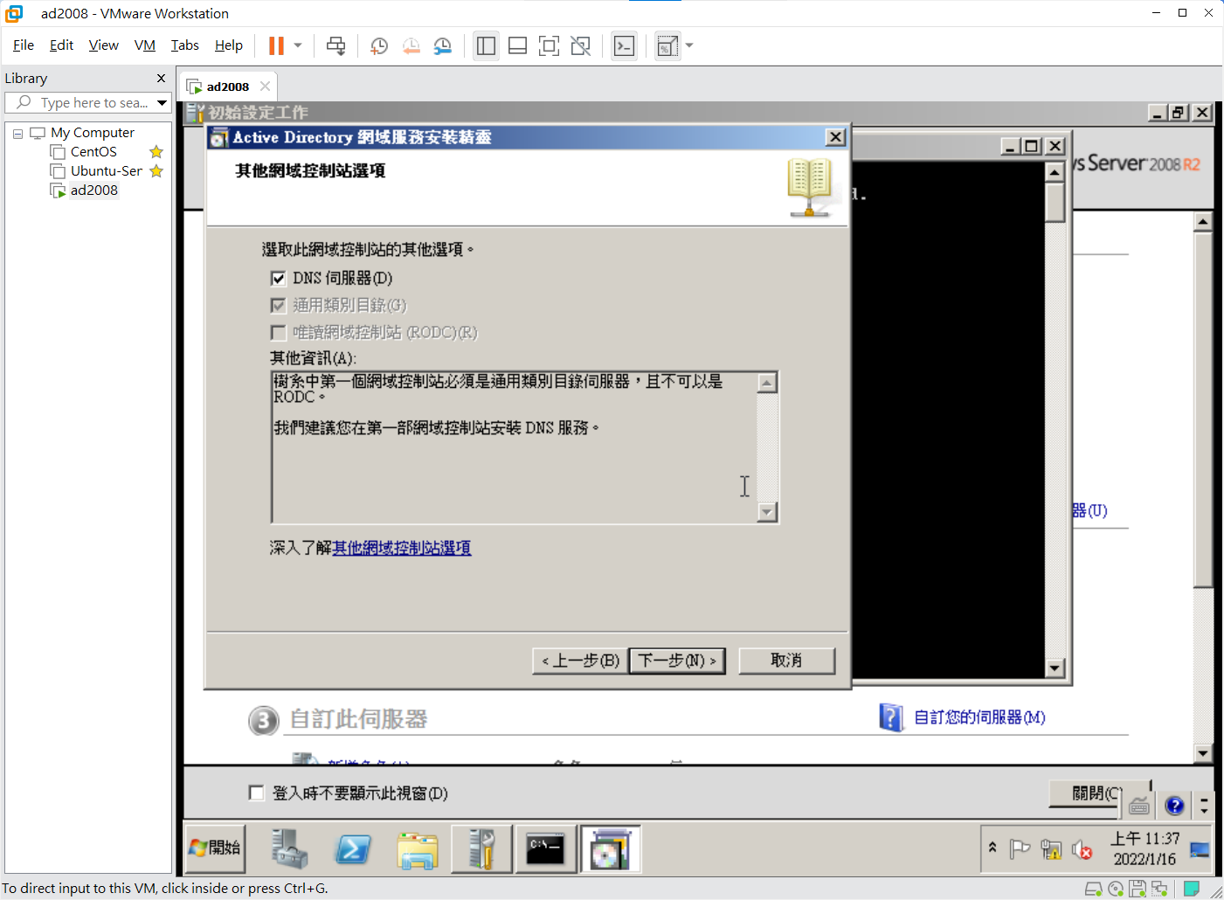 ad2008 - VMware Workstation
File Edit View VM Tabs Help
Library
Type here to sea...
My Computer
CentOS
Ubuntu-Ser
ad2008
ad2008
初始設定工作
Active Directory 網域服務安裝精靈
其他網域控制站選項
d.
Server 2008 R2
選取此網域控制站的其他選項。
DNS 伺服器(D)
通用類別目錄(G)
唯讀網域控制站 (RODC)(R)
其他資訊(A):
樹系中第一個網域控制站必須是通用類別目錄伺服器，且不可以是
RODC。
我們建議您在第一部網域控制站安裝 DNS 服務。
器(U)
深入了解其他網域控制站選項
< 上一步(B) 下一步(N) > 取消
3 自訂此伺服器
自訂您的伺服器(M)
登入時不要顯示此視窗(D)
關閉(C
開始
C:\
上午 11:37
2022/1/16
To direct input to this VM, click inside or press Ctrl+G.